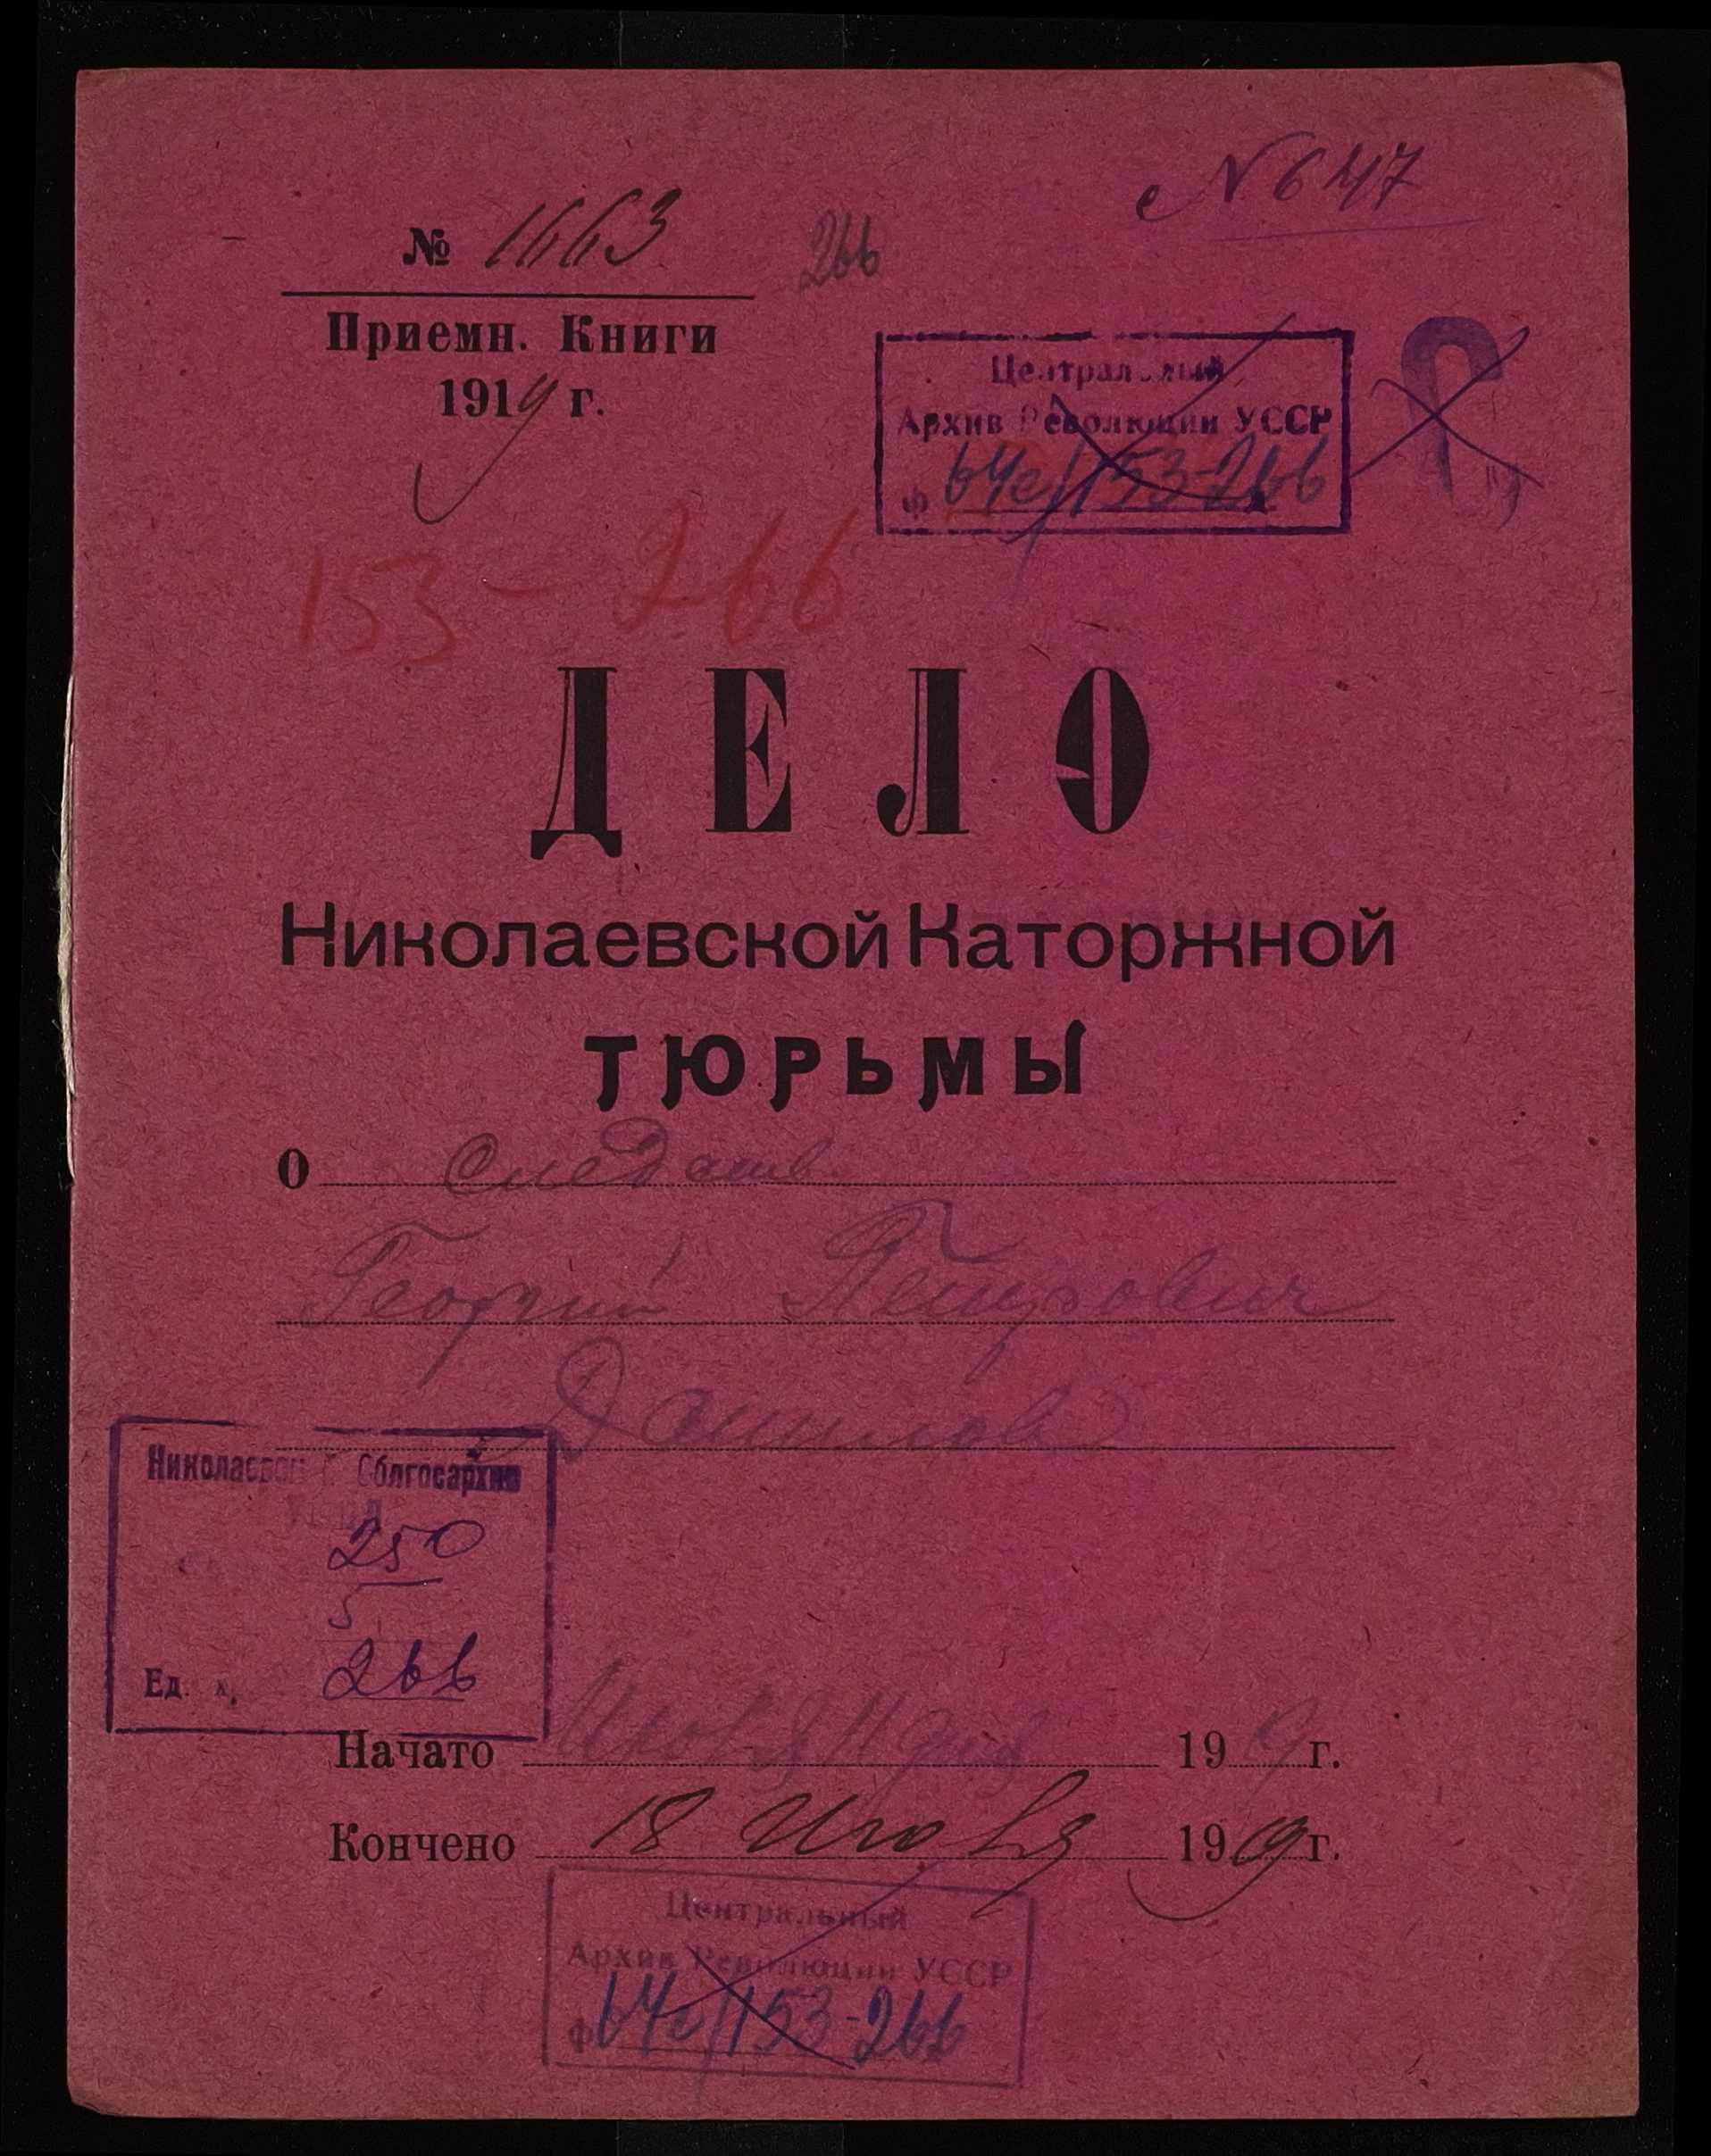 № 647
№ 1663
266
Приемн. Книги
1919 г.
Центральный
Архив Революции УССР
ф 64с/153-266
153-266
ДЕЛО
Николаевской Каторжной
ТЮРЬМЫ
О
Георгий Петрович
Данилов
Облгосархив
250
5
Ед. х. 266
Начато 1919 г.
Кончено 18 Июля 1919 г.
Центральный
Архив Революции УССР
ф 64с/153-266